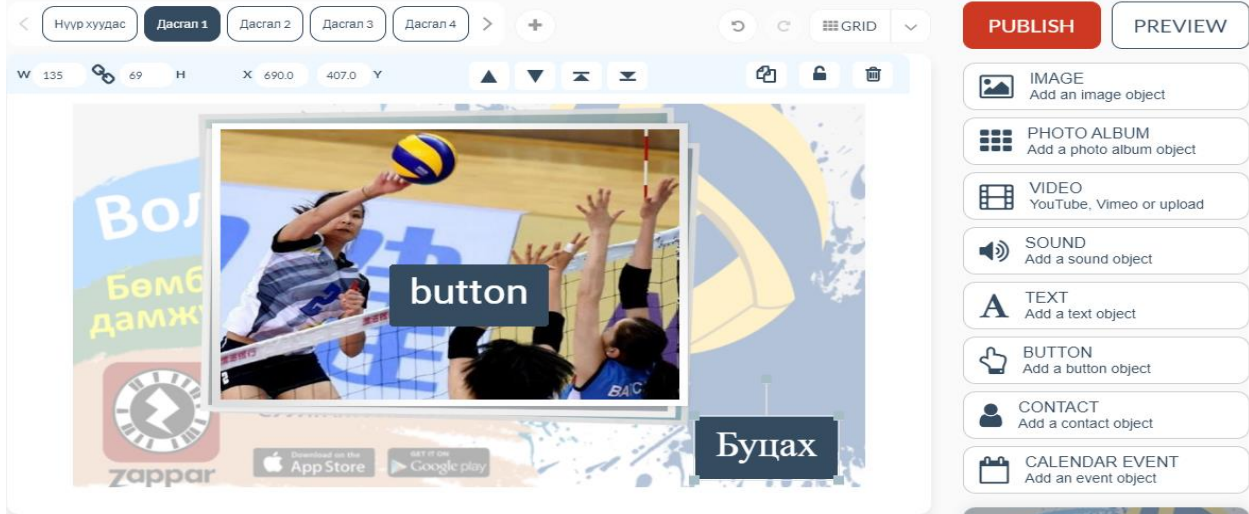 Нүүр хуудас Дасгал 1 Дасгал 2 Дасгал 3 Дасгал 4
GRID
PUBLISH PREVIEW
W 135 69 H X 690.0 407.0 Y
IMAGE
Add an image object
PHOTO ALBUM
Add a photo album object
VIDEO
YouTube, Vimeo or upload
SOUND
Add a sound object
TEXT
Add a text object
BUTTON
Add a button object
CONTACT
Add a contact object
CALENDAR EVENT
Add an event object
Вол
Бөмб
дамж
button
Буцах
zappar
Download on the
App Store
GET IT ON
Google play